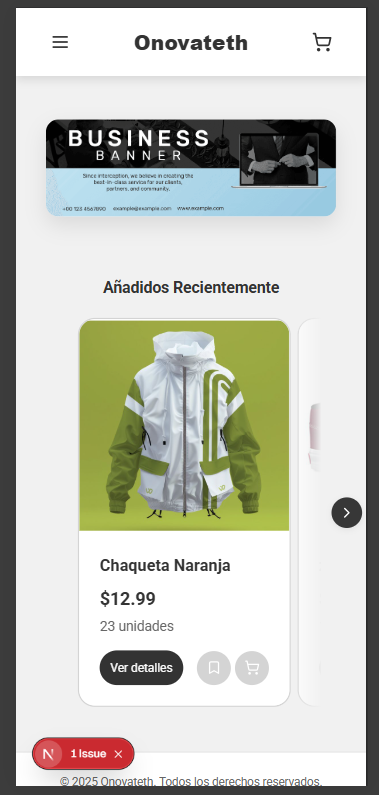 Onovateth
BUSINESS
BANNER
Since interception, we believe in creating the
best-in-class service for our clients,
partners, and community.
+00 123 4567890 example@example.com www.example.com
Añadidos Recientemente
Chaqueta Naranja
$12.99
23 unidades
Ver detalles
N 1 Issue
© 2025 Onovateth. Todos los derechos reservados.